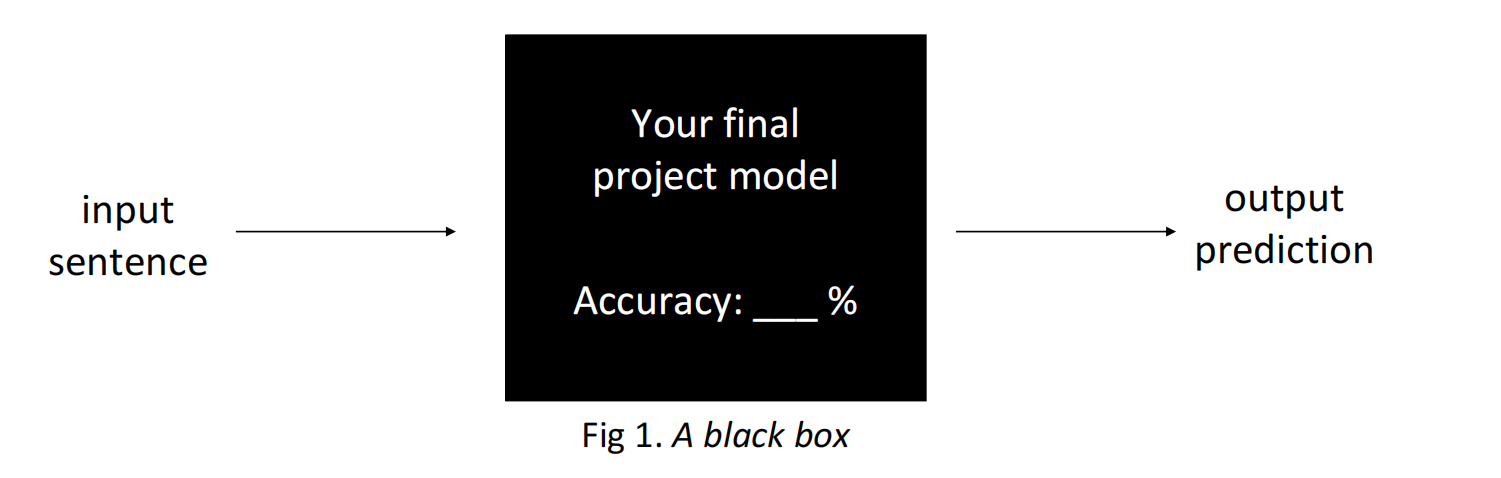 Your final
project model
input
sentence
output
prediction
Accuracy: ___ %
Fig 1. A black box